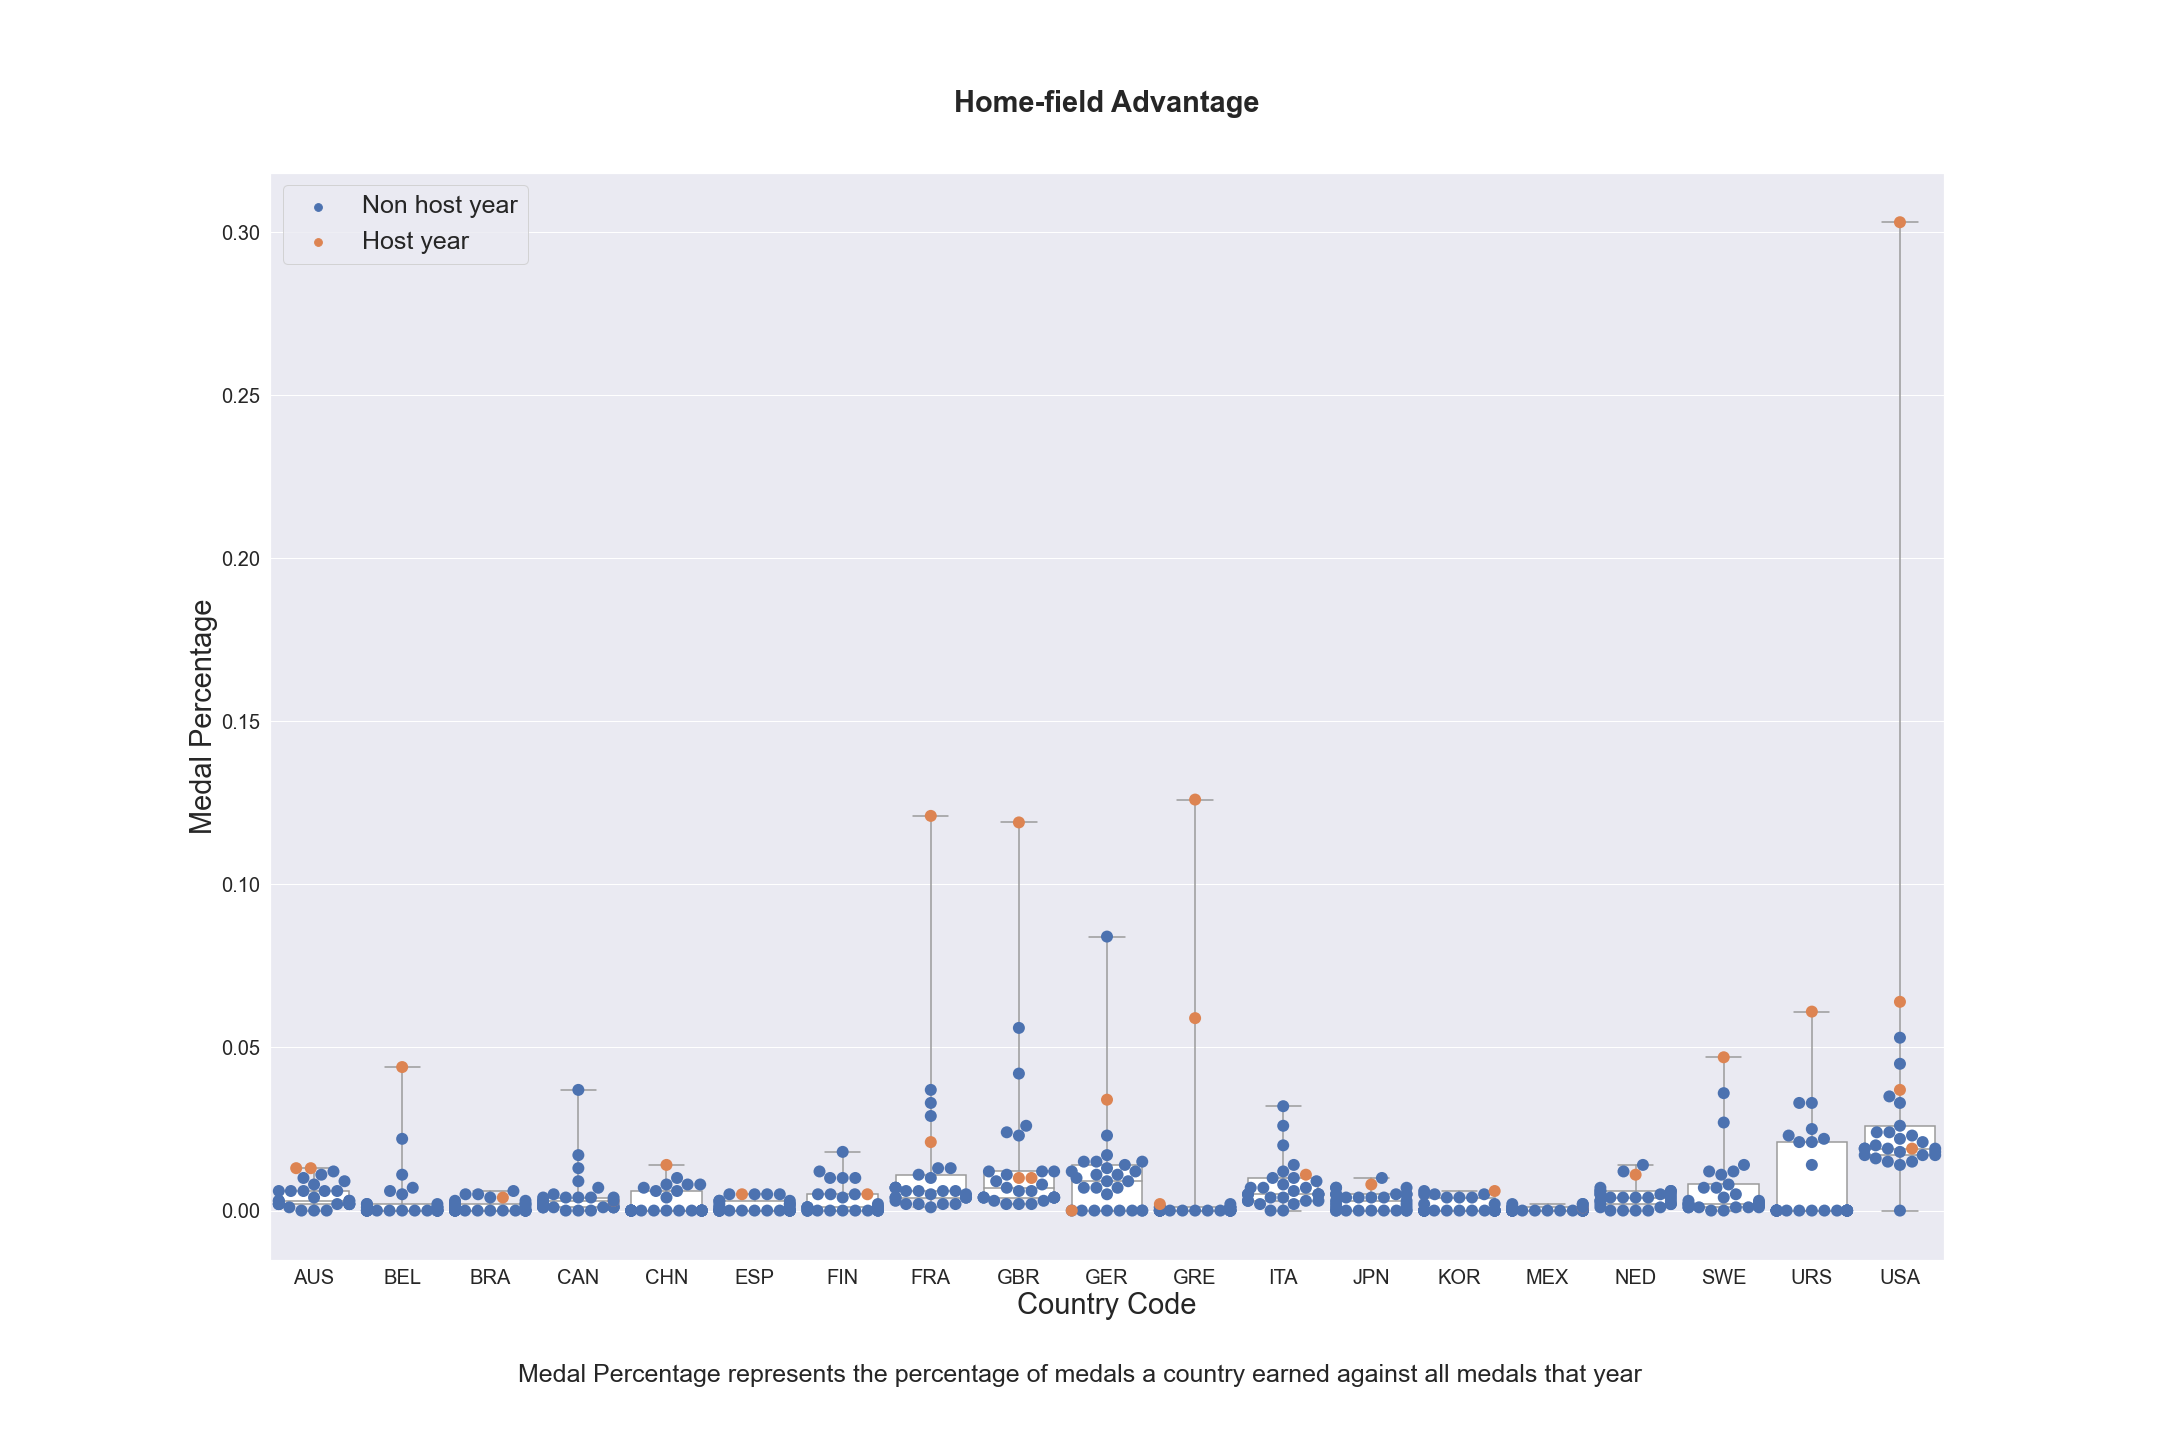 Home-field Advantage
Non host year
Host year
0.30
0.25
0.20
0.15
0.10
0.05
0.00
Medal Percentage
AUS BEL BRA CAN CHN ESP FIN FRA GBR GER GRE ITA JPN KOR MEX NED SWE URS USA
Country Code
Medal Percentage represents the percentage of medals a country earned against all medals that year